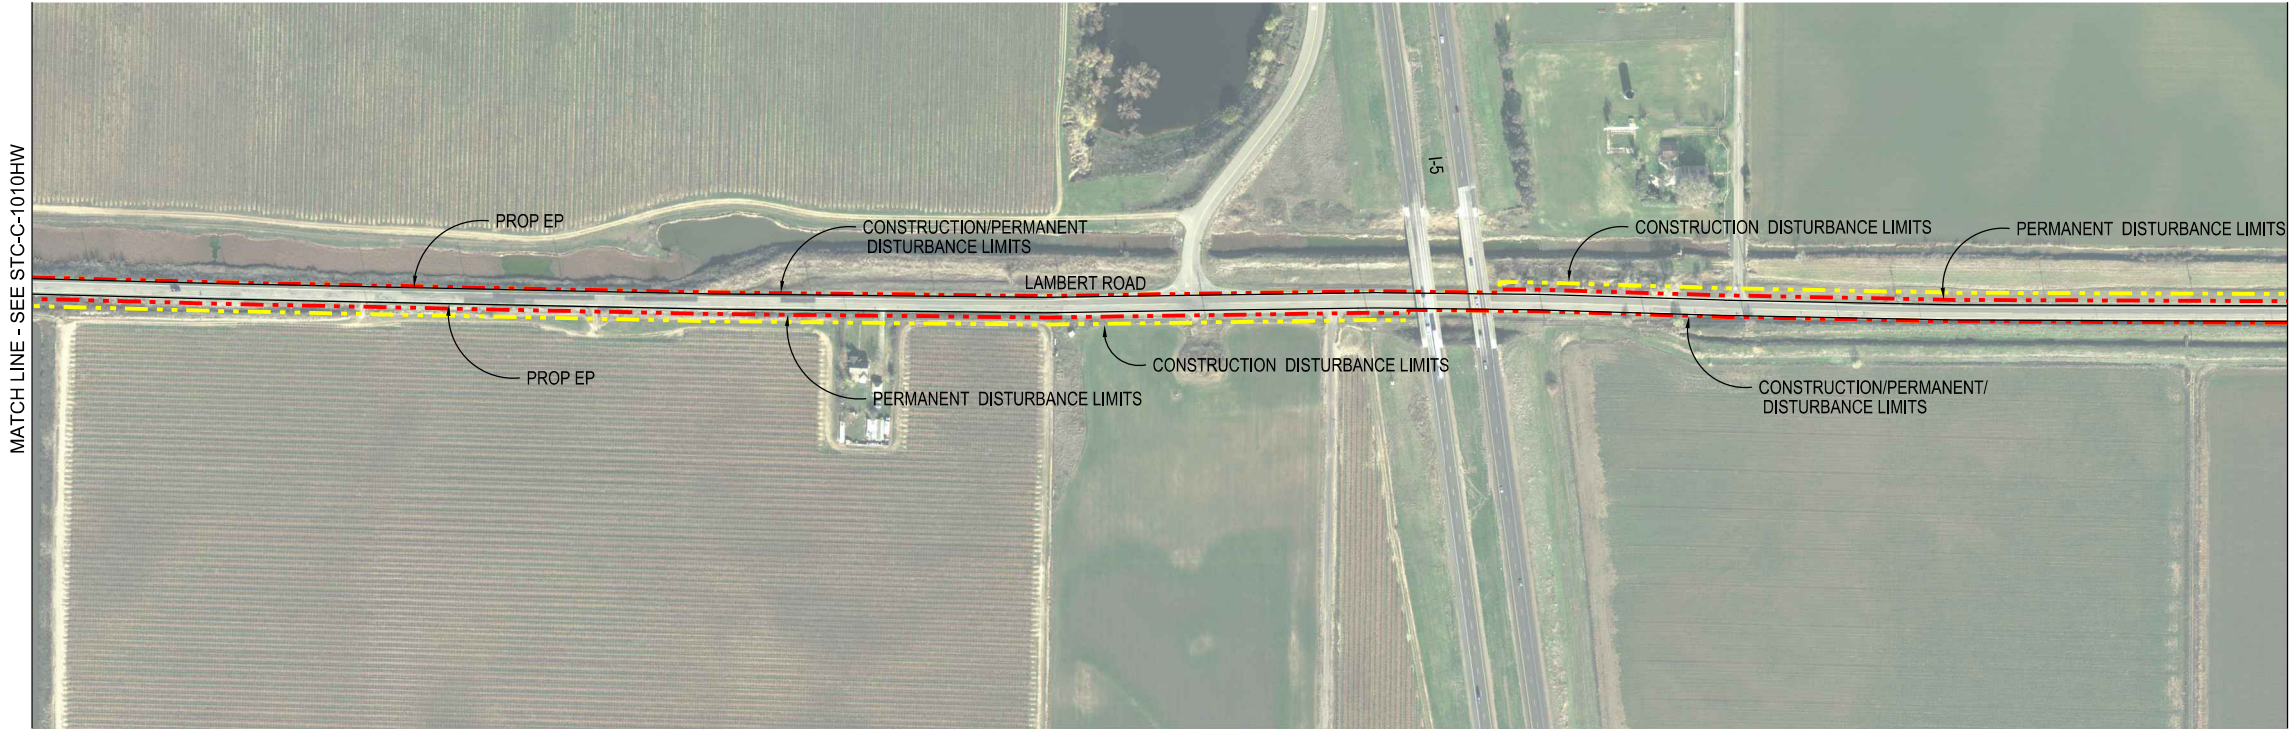 MATCH LINE - SEE STC-C-1010HW
PROP EP
CONSTRUCTION/PERMANENT
DISTURBANCE LIMITS
I-5
CONSTRUCTION DISTURBANCE LIMITS
PERMANENT DISTURBANCE LIMITS
LAMBERT ROAD
PROP EP
PERMANENT DISTURBANCE LIMITS
CONSTRUCTION DISTURBANCE LIMITS
CONSTRUCTION/PERMANENT/
DISTURBANCE LIMITS